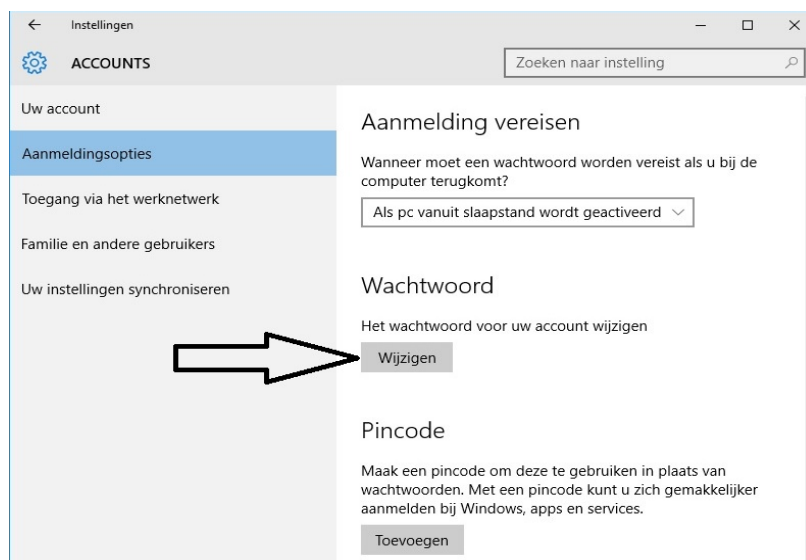 Instellingen
ACCOUNTS
Zoeken naar instelling
Uw account
Aanmeldingsopties
Toegang via het werknetwerk
Familie en andere gebruikers
Uw instellingen synchroniseren
Aanmelding vereisen
Wanneer moet een wachtwoord worden vereist als u bij de
computer terugkomt?
Als pc vanuit slaapstand wordt geactiveerd
Wachtwoord
Het wachtwoord voor uw account wijzigen
Wijzigen
Pincode
Maak een pincode om deze te gebruiken in plaats van
wachtwoorden. Met een pincode kunt u zich gemakkelijker
aanmelden bij Windows, apps en services.
Toevoegen